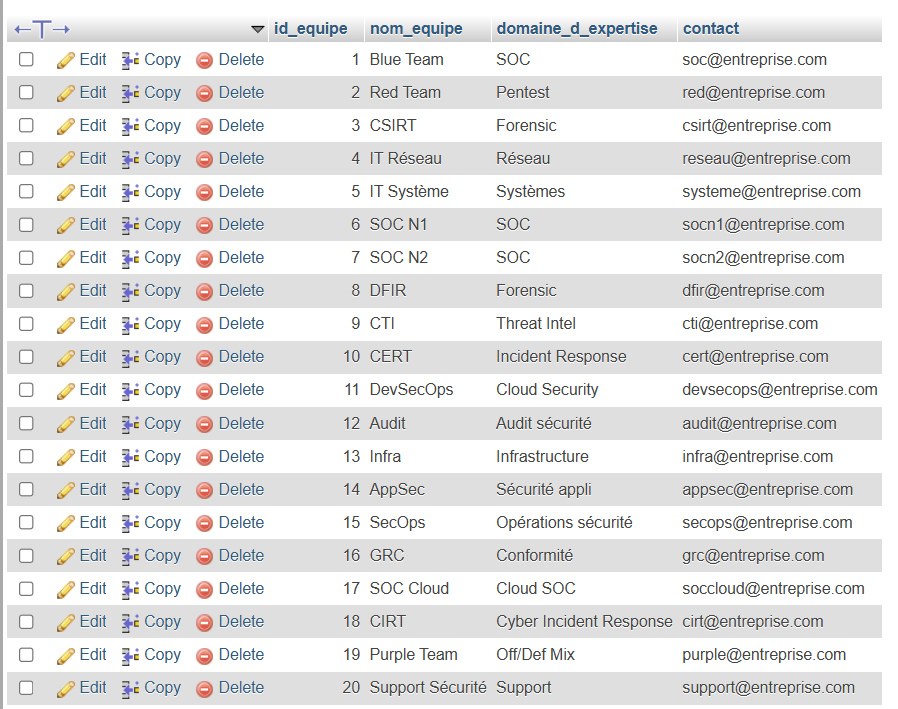 id_equipe nom_equipe domaine_d_expertise contact
Edit Copy Delete 1 Blue Team SOC soc@entreprise.com
Edit Copy Delete 2 Red Team Pentest red@entreprise.com
Edit Copy Delete 3 CSIRT Forensic csirt@entreprise.com
Edit Copy Delete 4 IT Réseau Réseau reseau@entreprise.com
Edit Copy Delete 5 IT Système Systèmes systeme@entreprise.com
Edit Copy Delete 6 SOC N1 SOC socn1@entreprise.com
Edit Copy Delete 7 SOC N2 SOC socn2@entreprise.com
Edit Copy Delete 8 DFIR Forensic dfir@entreprise.com
Edit Copy Delete 9 CTI Threat Intel cti@entreprise.com
Edit Copy Delete 10 CERT Incident Response cert@entreprise.com
Edit Copy Delete 11 DevSecOps Cloud Security devsecops@entreprise.com
Edit Copy Delete 12 Audit Audit sécurité audit@entreprise.com
Edit Copy Delete 13 Infra Infrastructure infra@entreprise.com
Edit Copy Delete 14 AppSec Sécurité appli appsec@entreprise.com
Edit Copy Delete 15 SecOps Opérations sécurité secops@entreprise.com
Edit Copy Delete 16 GRC Conformité grc@entreprise.com
Edit Copy Delete 17 SOC Cloud Cloud SOC soccloud@entreprise.com
Edit Copy Delete 18 CIRT Cyber Incident Response cirt@entreprise.com
Edit Copy Delete 19 Purple Team Off/Def Mix purple@entreprise.com
Edit Copy Delete 20 Support Sécurité Support support@entreprise.com